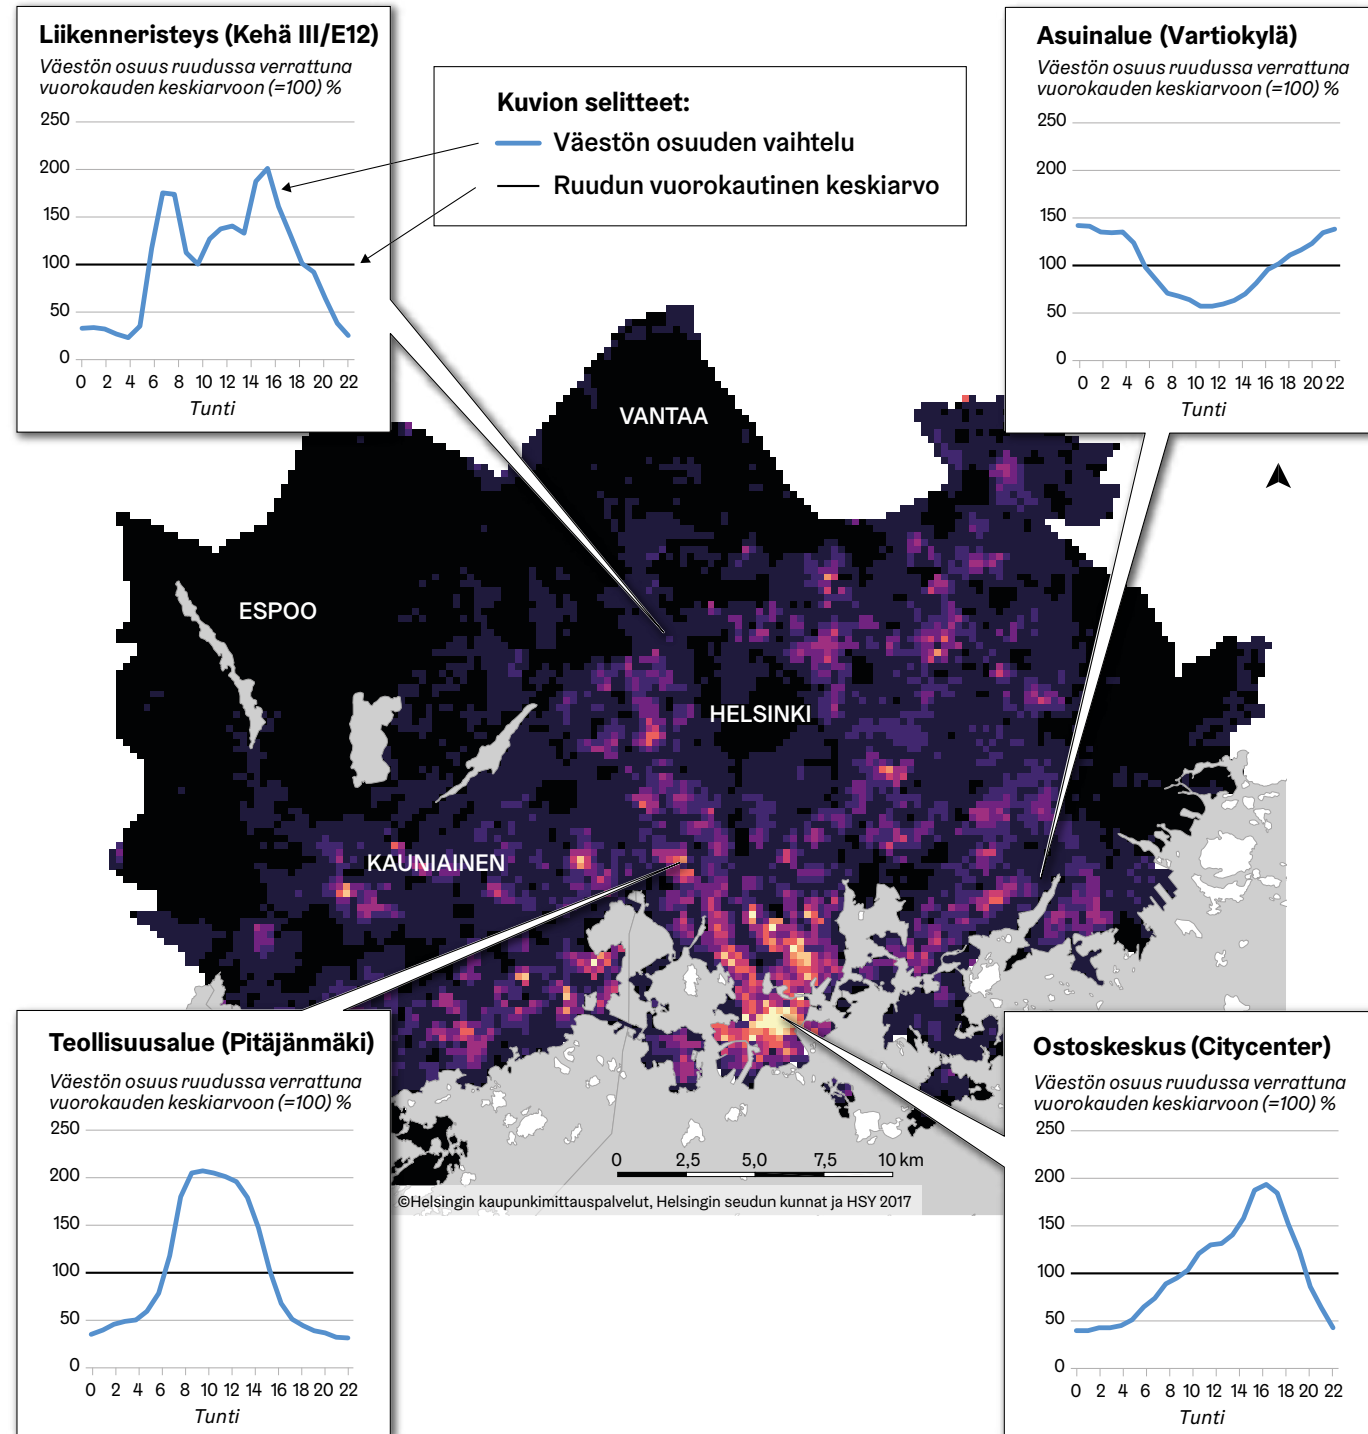 Liikenneristeys (Kehä III/E12)
Väestön osuus ruudussa verrattuna
vuorokauden keskiarvoon (=100) %
250
200
150
100
50
0
0 2 4 6 8 10 12 14 16 18 20 22
Tunti
Kuvion selitteet:
Väestön osuuden vaihtelu
Ruudun vuorokautinen keskiarvo
Asuinalue (Vartiokylä)
Väestön osuus ruudussa verrattuna
vuorokauden keskiarvoon (=100) %
250
200
150
100
50
0
0 2 4 6 8 10 12 14 16 18 20 22
Tunti
VANTAA
ESPOO
HELSINKI
KAUNIAINEN
Teollisuusalue (Pitäjänmäki)
Väestön osuus ruudussa verrattuna
vuorokauden keskiarvoon (=100) %
250
200
150
100
50
0
0 2 4 6 8 10 12 14 16 18 20 22
Tunti
0 2,5 5,0 7,5 10 km
©Helsingin kaupunkimittauspalvelut, Helsingin seudun kunnat ja HSY 2017
Ostoskeskus (Citycenter)
Väestön osuus ruudussa verrattuna
vuorokauden keskiarvoon (=100) %
250
200
150
100
50
0
0 2 4 6 8 10 12 14 16 18 20 22
Tunti